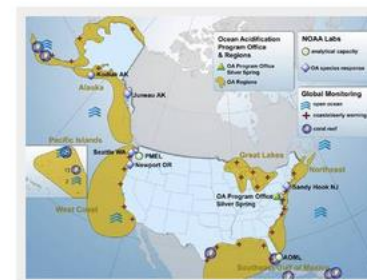 Ocean Acidification
Program Office
& Regions
OA Program Office
Silver Spring
OA Regions
NOAA Labs
analytical capacity
OA species response
Global Monitoring
open ocean
coastal/early warning
coral reef
Kodiak AK
Alaska
Juneau AK
Pacific Islands
Seattle WA
PMEL
Newport OR
West Coast
Great Lakes
Northeast
Sandy Hook NJ
OA Program Office
Silver Spring
AOML
Southeast Gulf of Mexico